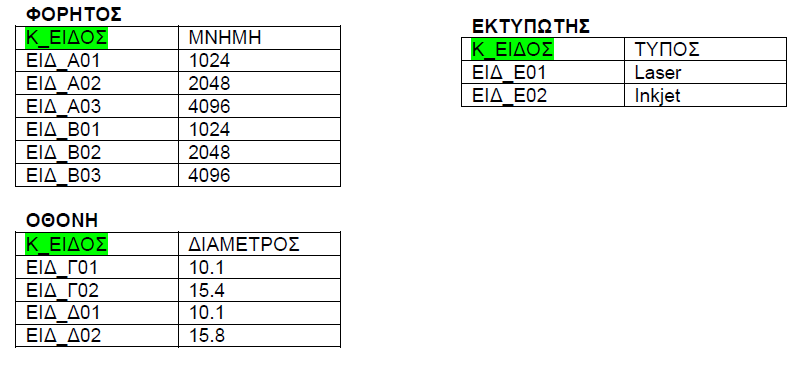 ΦΟΡΗΤΟΣ
Κ_ΕΙΔΟΣ ΜΝΗΜΗ
ΕΙΔ_Α01 1024
ΕΙΔ_Α02 2048
ΕΙΔ_Α03 4096
ΕΙΔ_Β01 1024
ΕΙΔ_Β02 2048
ΕΙΔ_Β03 4096
ΕΚΤΥΠΩΤΗΣ
Κ_ΕΙΔΟΣ ΤΥΠΟΣ
ΕΙΔ_Ε01 Laser
ΕΙΔ_Ε02 Inkjet
ΟΘΟΝΗ
Κ_ΕΙΔΟΣ ΔΙΑΜΕΤΡΟΣ
ΕΙΔ_Γ01 10.1
ΕΙΔ_Γ02 15.4
ΕΙΔ_Δ01 10.1
ΕΙΔ_Δ02 15.8